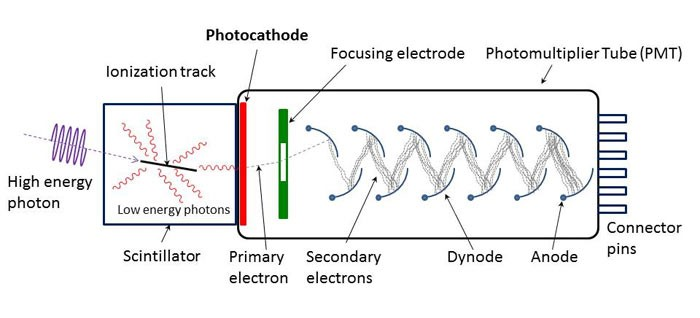 Photocathode
Focusing electrode
Photomultiplier Tube (PMT)
Ionization track
High energy
photon
Low energy photons
Scintillator
Primary
electron
Secondary
electrons
Dynode
Anode
Connector
pins